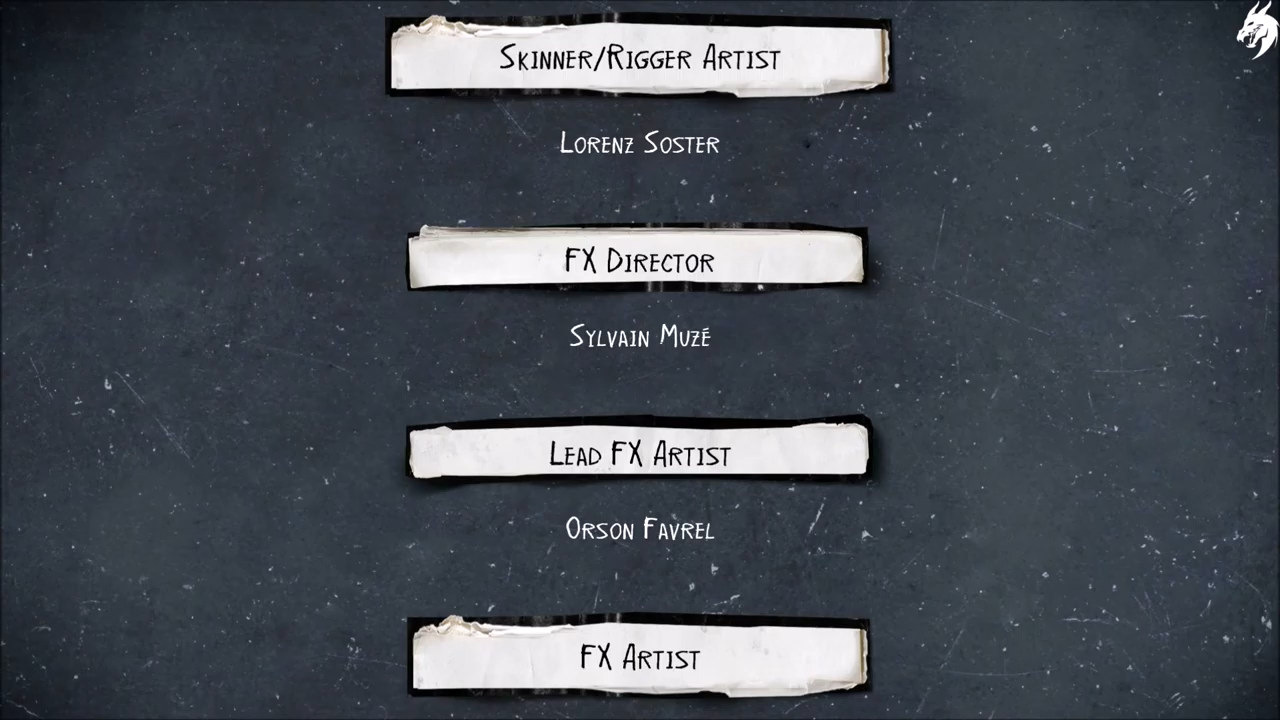 Skinner/Rigger Artist
Lorenz Soster
FX Director
Sylvain Muzé
Lead FX Artist
Orson Favrel
FX Artist